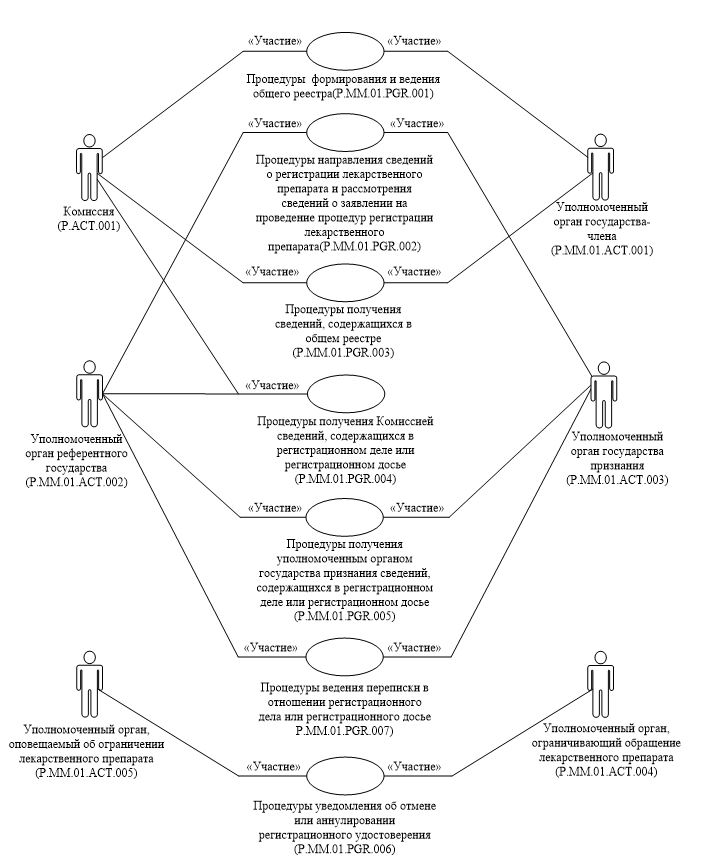 «Участие» «Участие»
Процедуры формирования и ведения
общего реестра(P.MM.01.PGR.001)
«Участие» «Участие»
Комиссия
(P.ACT.001)
Процедуры направления сведений
о регистрации лекарственного
препарата и рассмотрения
сведений о заявлении на
проведение процедур регистрации
лекарственного
препарата(P.MM.01.PGR.002)
Уполномоченный
орган государства-
члена
(P.MM.01.ACT.001)
«Участие» «Участие»
Процедуры получения
сведений, содержащихся в
общем реестре
(P.MM.01.PGR.003)
«Участие»
Уполномоченный
орган референтного
государства
(P.MM.01.ACT.002)
Процедуры получения Комиссией
сведений, содержащихся в
регистрационном деле или
регистрационном досье
(P.MM.01.PGR.004)
Уполномоченный
орган государства
признания
(P.MM.01.ACT.003)
«Участие» «Участие»
Процедуры получения
уполномоченным органом
государства признания сведений,
содержащихся в регистрационном
деле или регистрационном досье
(P.MM.01.PGR.005)
«Участие» «Участие»
Процедуры ведения переписки в
отношении регистрационного
дела или регистрационного досье
P.MM.01.PGR.007)
Уполномоченный орган,
оповещаемый об ограничении
лекарственного препарата
(P.MM.01.ACT.005)
Уполномоченный орган,
ограничивающий обращение
лекарственного препарата
(P.MM.01.ACT.004)
«Участие» «Участие»
Процедуры уведомления об отмене
или аннулировании
регистрационного удостоверения
(P.MM.01.PGR.006)